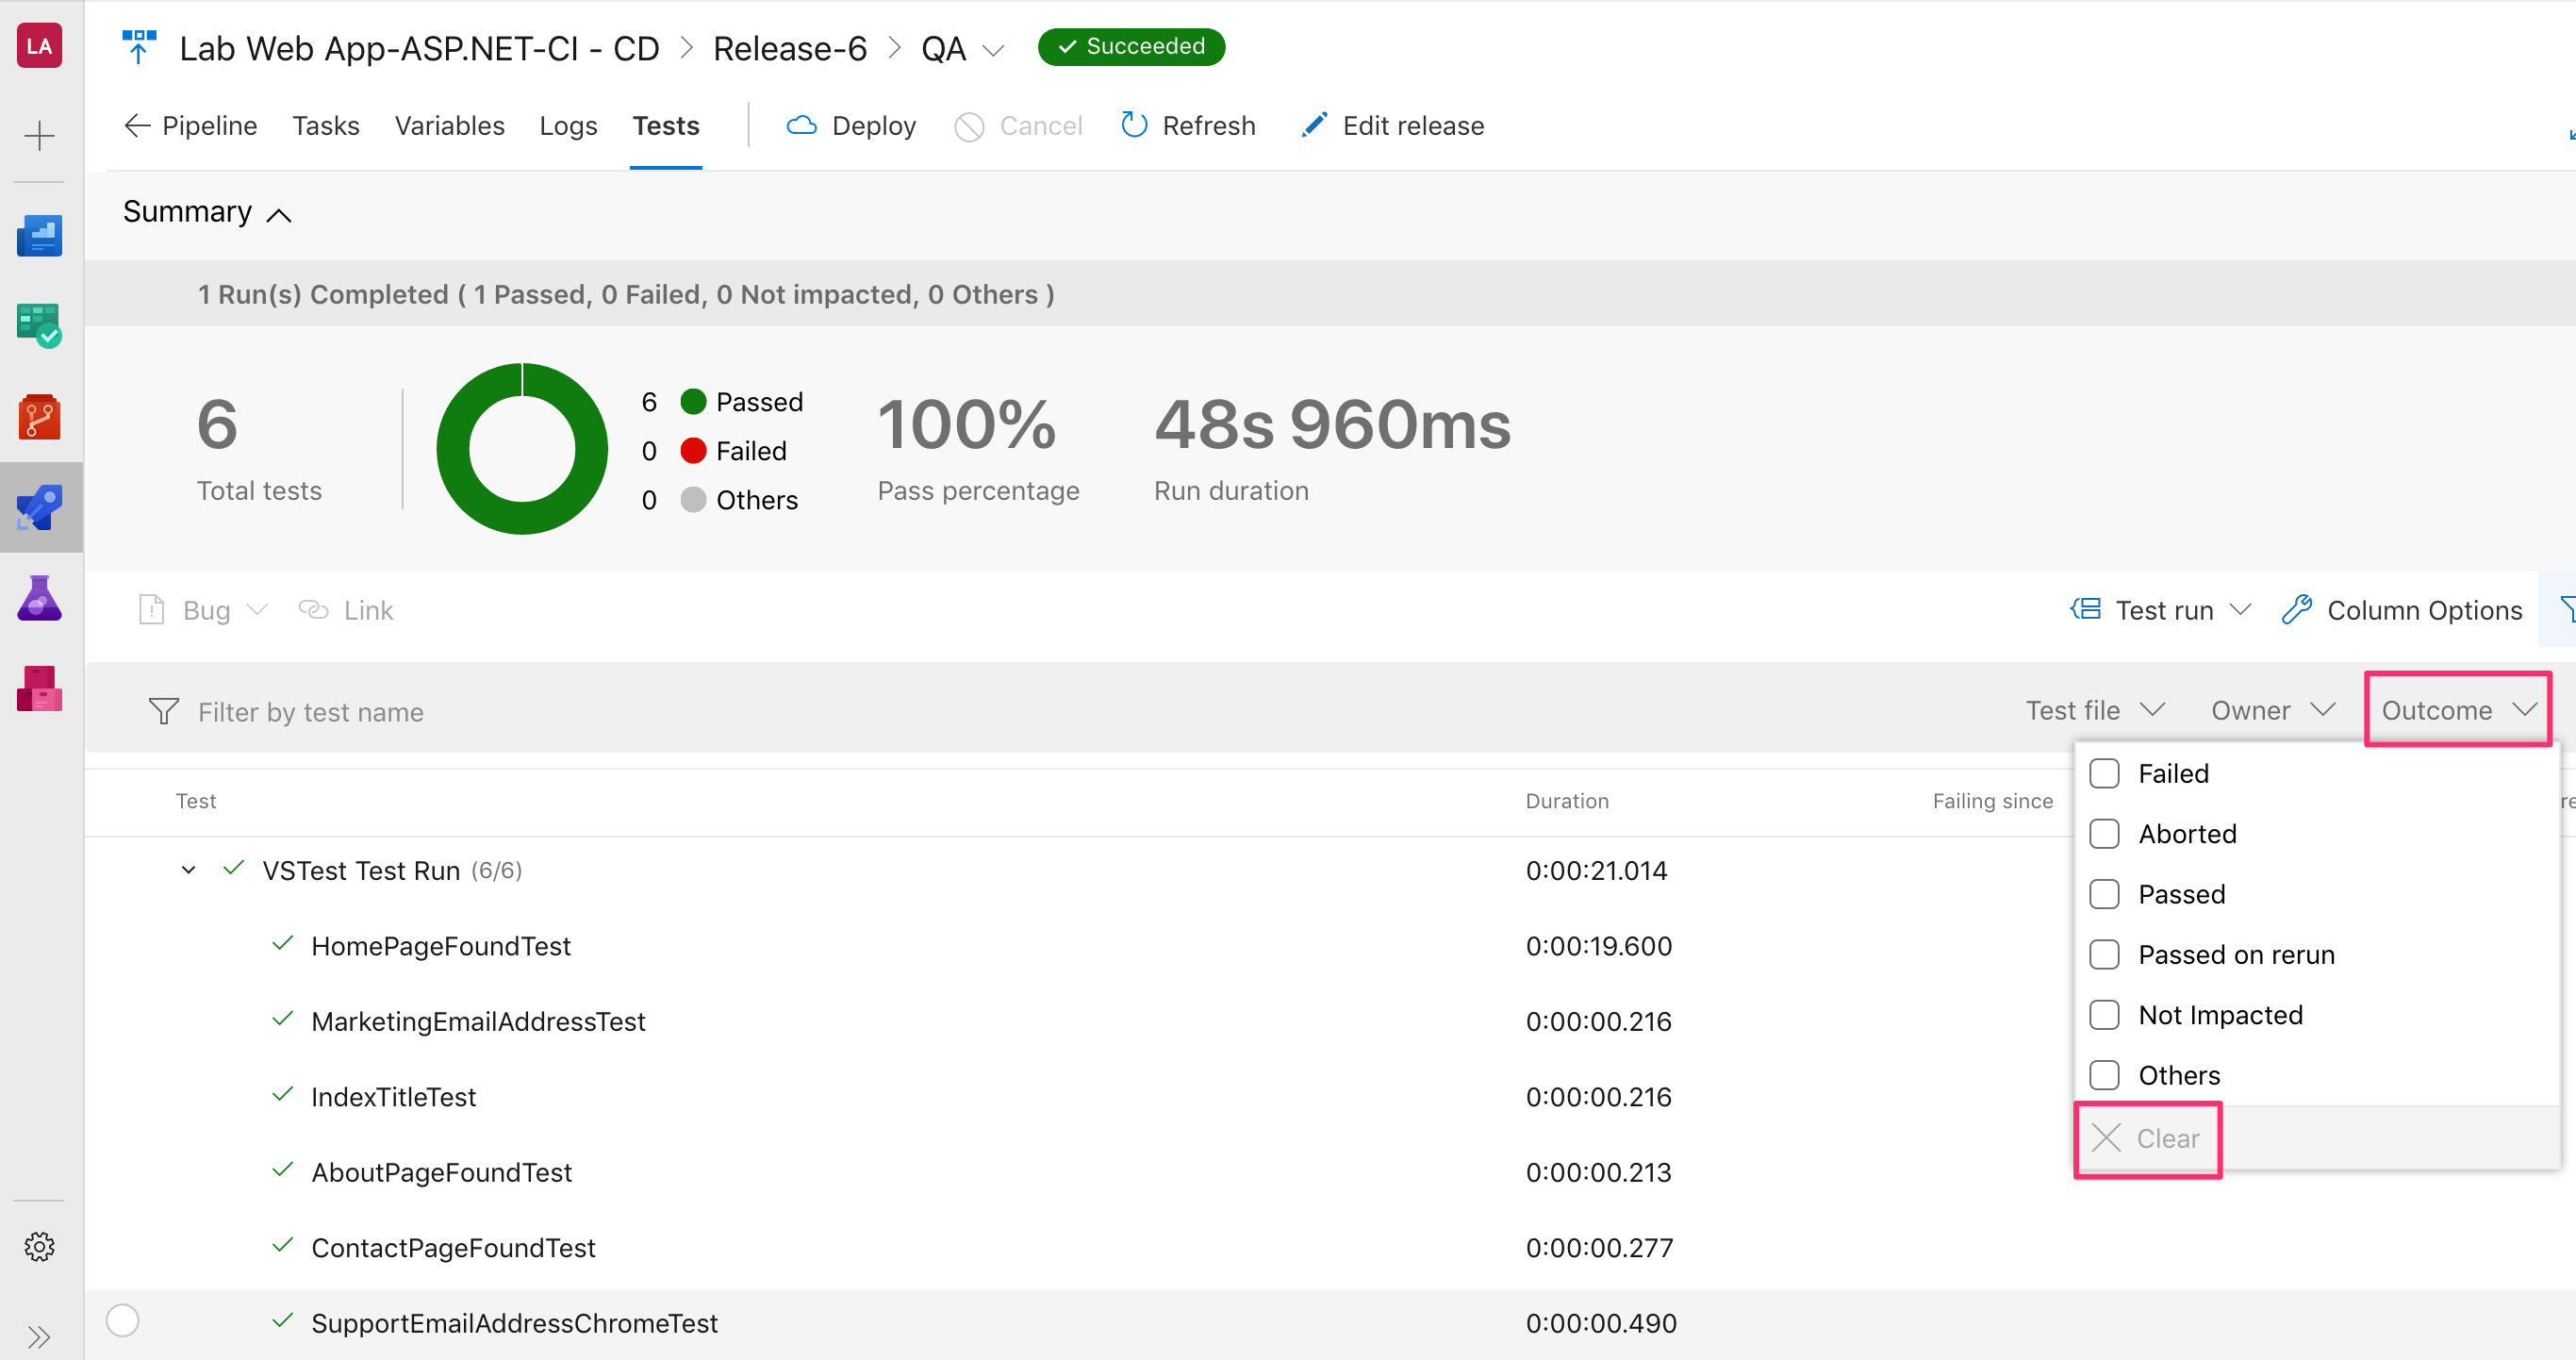 LA
Lab Web App-ASP.NET-CI - CD > Release-6 > QA Succeeded
Pipeline Tasks Variables Logs Tests Deploy Cancel Refresh Edit release
Summary
1 Run(s) Completed ( 1 Passed, 0 Failed, 0 Not impacted, 0 Others )
6
Total tests
6 Passed
0 Failed
0 Others
100%
Pass percentage
48s 960ms
Run duration
Bug Link Test run Column Options
Filter by test name Test file Owner Outcome
Failed
Aborted
Passed
Passed on rerun
Not Impacted
Others
Clear
Test Duration Failing since
VSTest Test Run (6/6) 0:00:21.014
HomePageFoundTest 0:00:19.600
MarketingEmailAddressTest 0:00:00.216
IndexTitleTest 0:00:00.216
AboutPageFoundTest 0:00:00.213
ContactPageFoundTest 0:00:00.277
SupportEmailAddressChromeTest 0:00:00.490